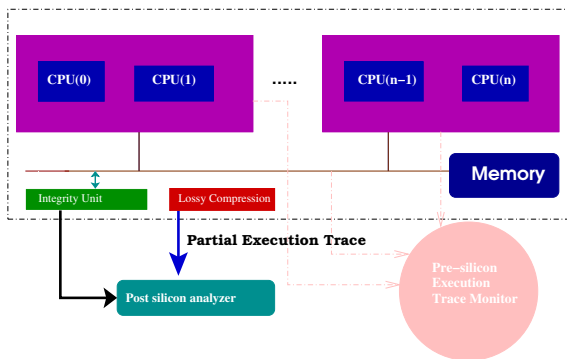 CPU(0)
CPU(1)
.....
CPU(n−1)
CPU(n)
Memory
Integrity Unit
Lossy Compression
Partial Execution Trace
Post silicon analyzer
Pre−silicon
Execution
Trace Monitor